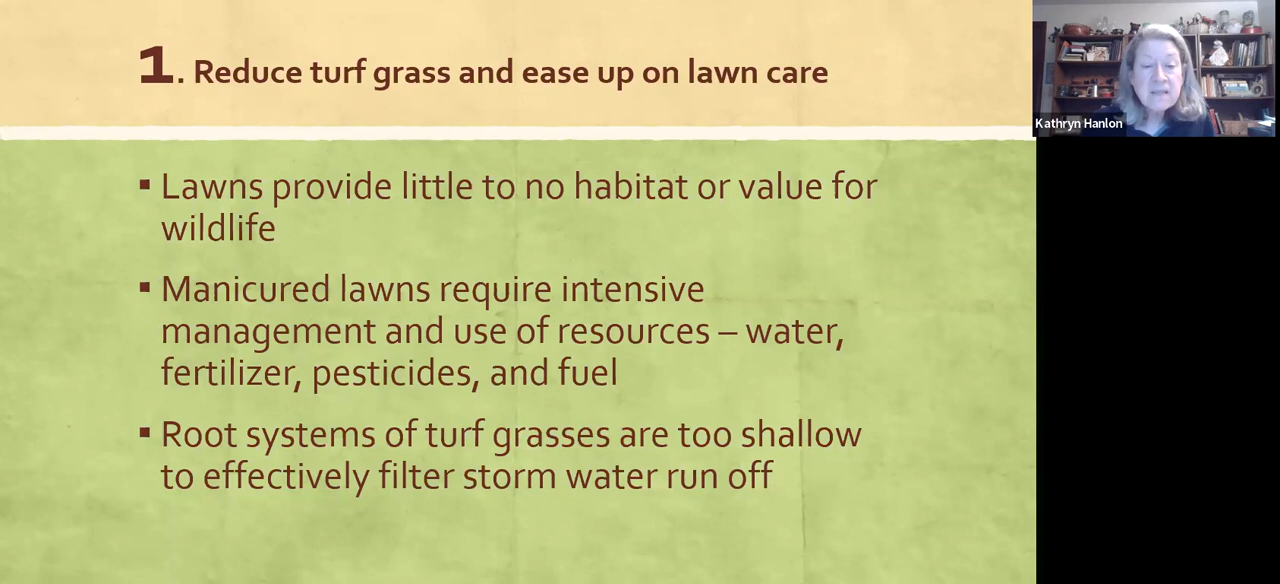 1. Reduce turf grass and ease up on lawn care
Kathryn Hanlon
▪ Lawns provide little to no habitat or value for
wildlife
▪ Manicured lawns require intensive
management and use of resources – water,
fertilizer, pesticides, and fuel
▪ Root systems of turf grasses are too shallow
to effectively filter storm water run off